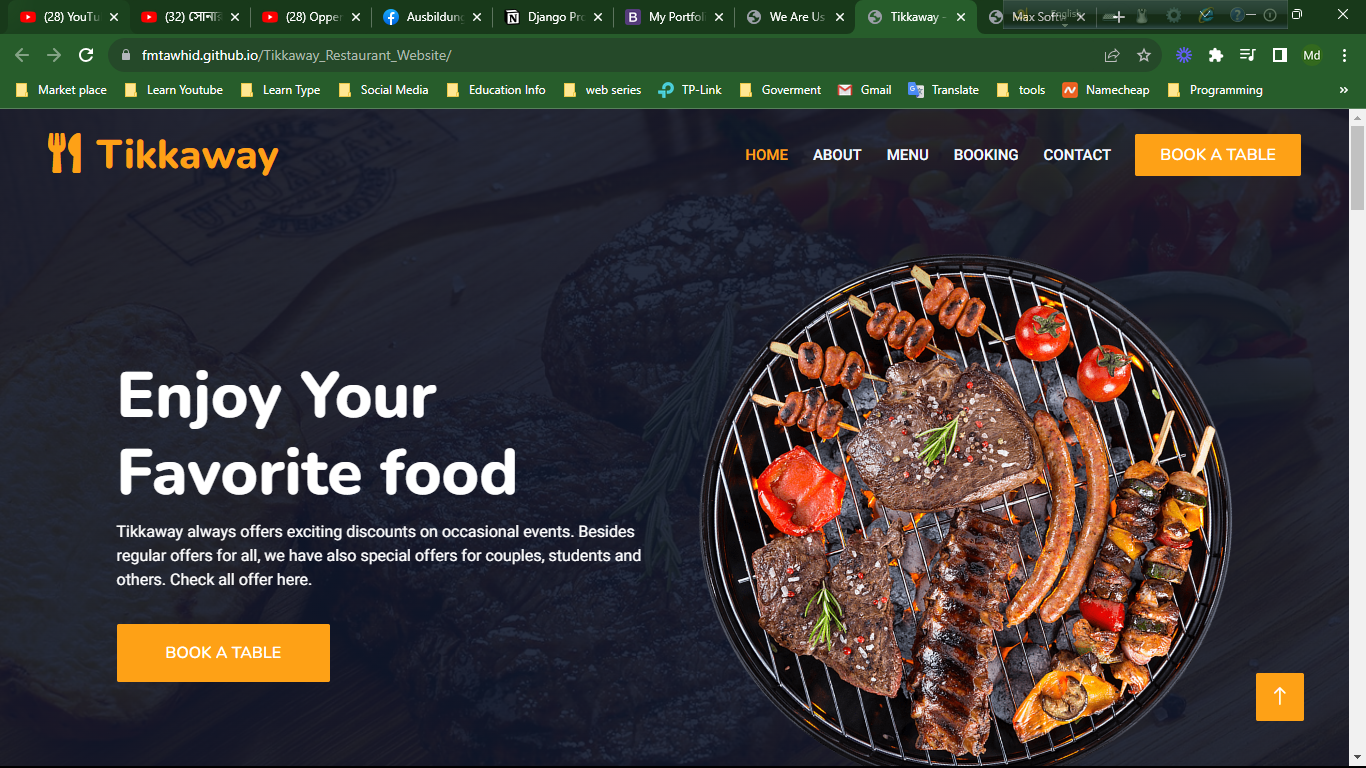 (28) YouTu
(32) সোনার
(28) Opper
Ausbildung
Django Pro
My Portfoli
We Are Us
Tikkaway -
Max Softw
English
fmtawhid.github.io/Tikkaway_Restaurant_Website/
Md
Market place
Learn Youtube
Learn Type
Social Media
Education Info
web series
TP-Link
Goverment
Gmail
Translate
tools
Namecheap
Programming
Tikkaway
HOME
ABOUT
MENU
BOOKING
CONTACT
BOOK A TABLE
Enjoy Your
Favorite food
Tikkaway always offers exciting discounts on occasional events. Besides
regular offers for all, we have also special offers for couples, students and
others. Check all offer here.
BOOK A TABLE